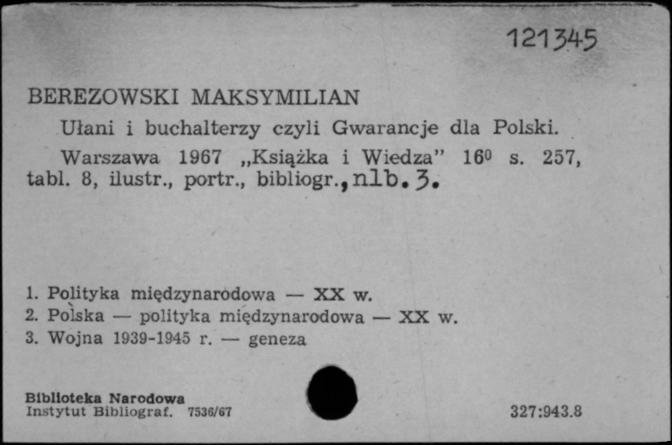 121345
BEREZOWSKI MAKSYMILIAN
Ułani i buchalterzy czyli Gwarancje dla Polski.
Warszawa 1967 „Książka i Wiedza” 16⁰ s. 257,
tabl. 8, ilustr., portr., bibliogr., nlb. 3.
1. Polityka międzynarodowa — XX w.
2. Polska — polityka międzynarodowa — XX w.
3. Wojna 1939-1945 r. — geneza
Biblioteka Narodowa
Instytut Bibliograf. 7536/67
327:943.8